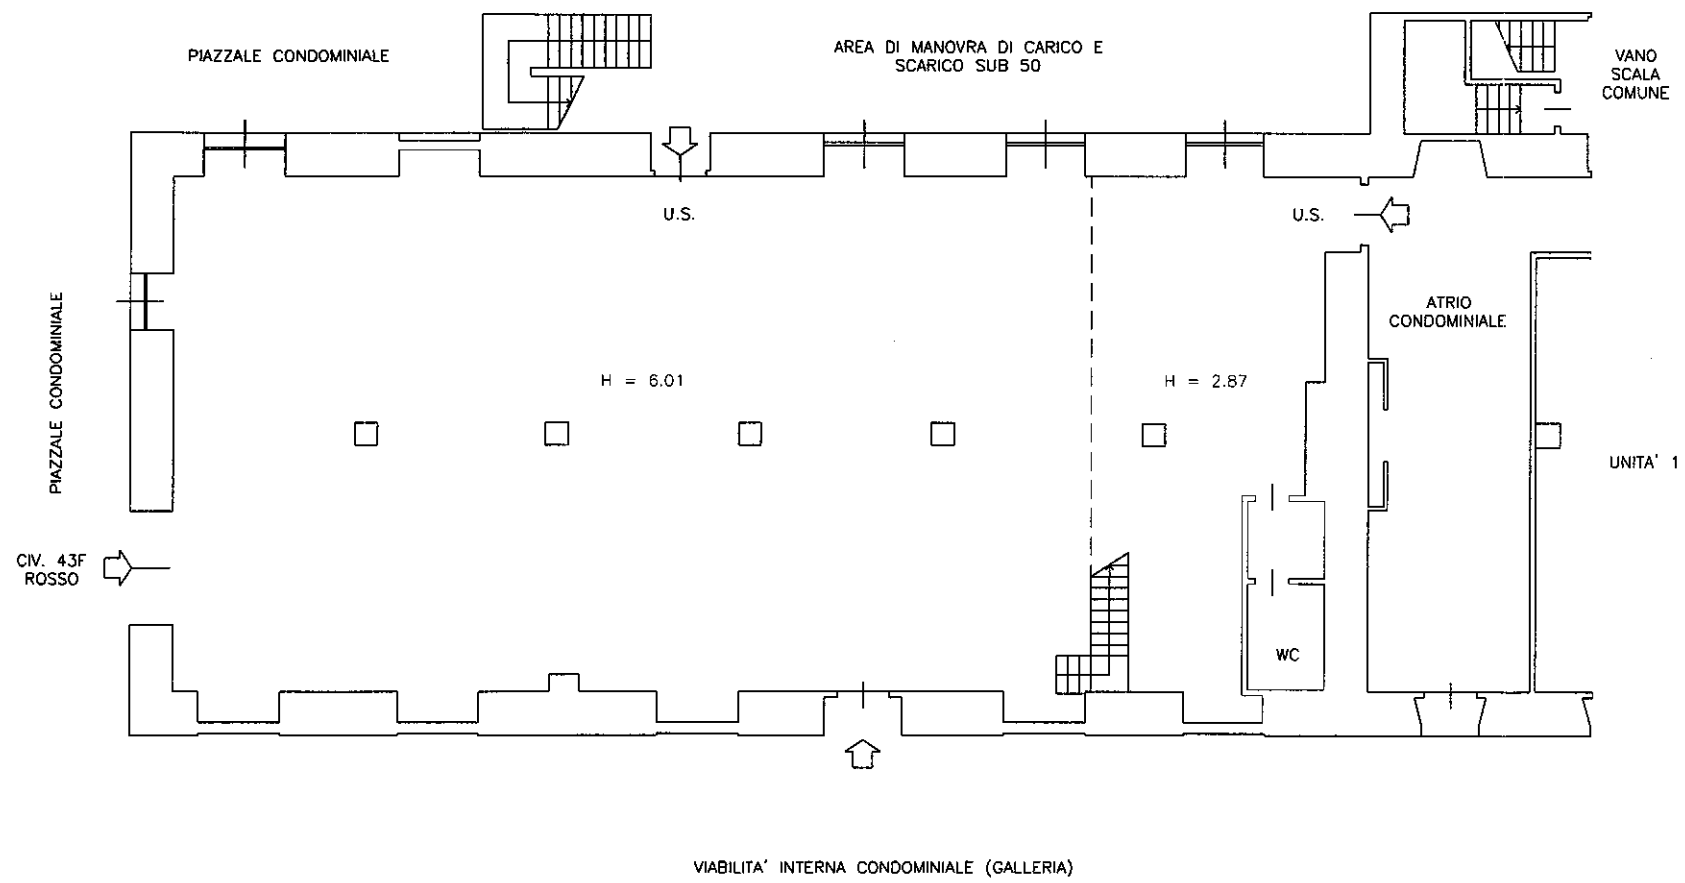 PIAZZALE CONDOMINIALE
AREA DI MANOVRA DI CARICO E
SCARICO SUB 50
VANO
SCALA
COMUNE
U.S.
U.S.
PIAZZALE CONDOMINIALE
ATRIO
CONDOMINIALE
H = 6.01
H = 2.87
UNITA' 1
CIV. 43F
ROSSO
WC
VIABILITA' INTERNA CONDOMINIALE (GALLERIA)